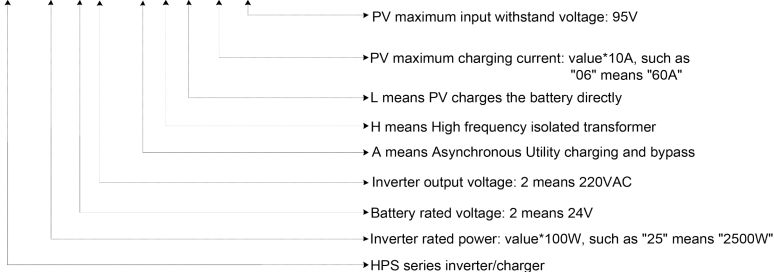 PV maximum input withstand voltage: 95V
PV maximum charging current: value*10A, such as
"06" means "60A"
L means PV charges the battery directly
H means High frequency isolated transformer
A means Asynchronous Utility charging and bypass
Inverter output voltage: 2 means 220VAC
Battery rated voltage: 2 means 24V
Inverter rated power: value*100W, such as "25" means "2500W"
HPS series inverter/charger